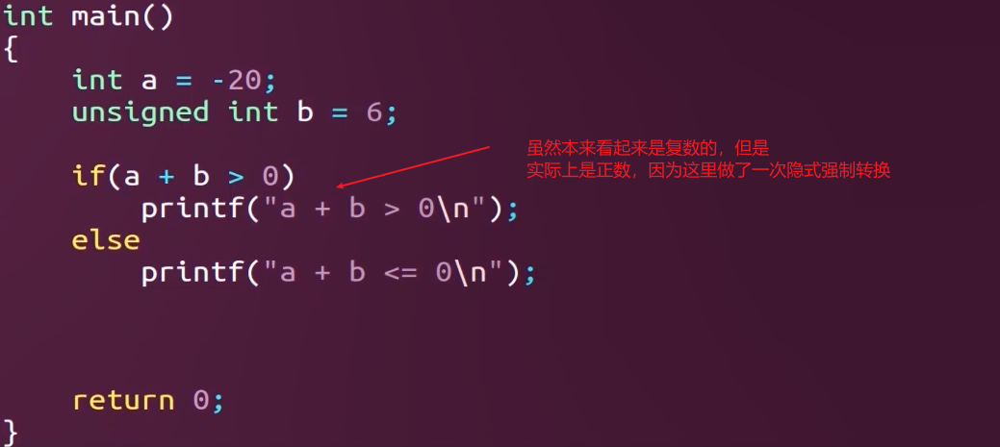 int main()
{
    int a = -20;
    unsigned int b = 6;
虽然本来看起来是复数的，但是
实际上是正数，因为这里做了一次隐式强制转换
    if(a + b > 0)
        printf("a + b > 0\n");
    else
        printf("a + b <= 0\n");
    return 0;
}